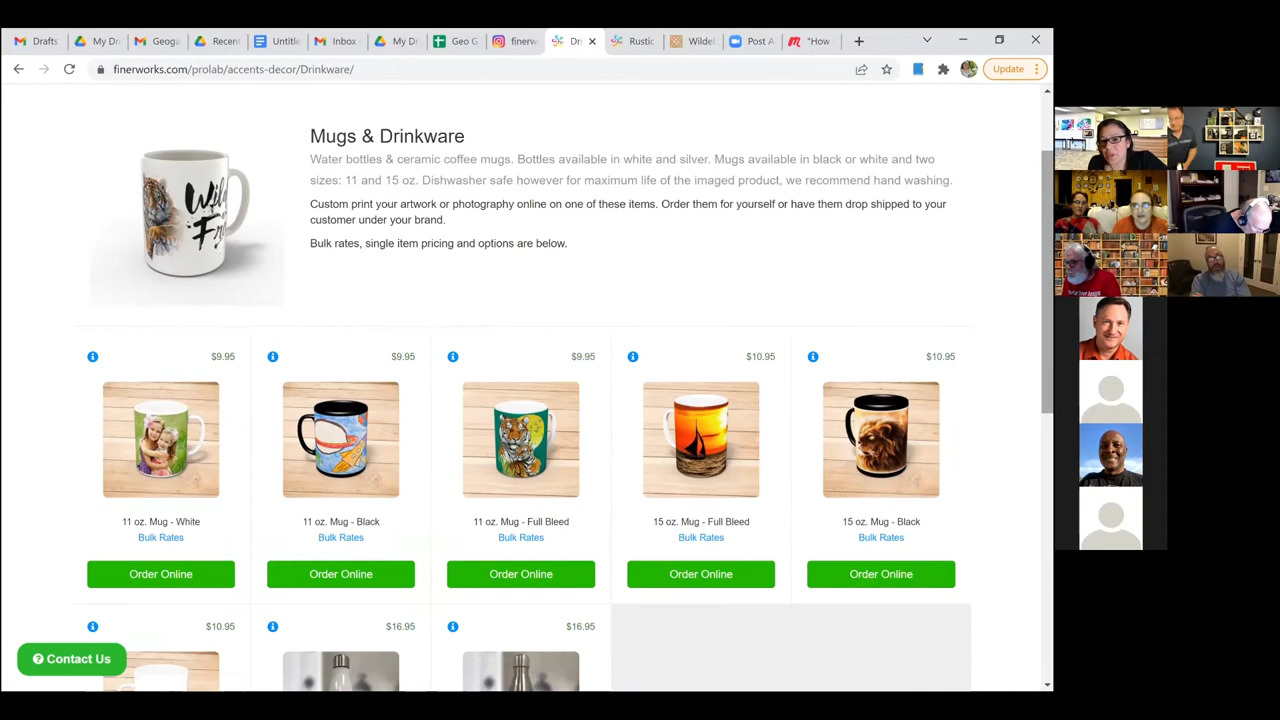 Drafts
My Dr
Geoga
Recent
Untitle
Inbox
My Dr
Geo G
finerw
Dri
Rustic
Wildel
Post A
"How
finerworks.com/prolab/accents-decor/Drinkware/
Update
Mugs & Drinkware
Water bottles & ceramic coffee mugs. Bottles available in white and silver. Mugs available in black or white and two
sizes: 11 and 15 oz. Dishwasher safe however for maximum life of the imaged product, we recommend hand washing.
Custom print your artwork or photography online on one of these items. Order them for yourself or have them drop shipped to your
customer under your brand.
Bulk rates, single item pricing and options are below.
Wild
Fre
$9.95
$9.95
$9.95
$10.95
$10.95
11 oz. Mug - White
11 oz. Mug - Black
11 oz. Mug - Full Bleed
15 oz. Mug - Full Bleed
15 oz. Mug - Black
Bulk Rates
Bulk Rates
Bulk Rates
Bulk Rates
Bulk Rates
Order Online
Order Online
Order Online
Order Online
Order Online
$10.95
$16.95
$16.95
Contact Us